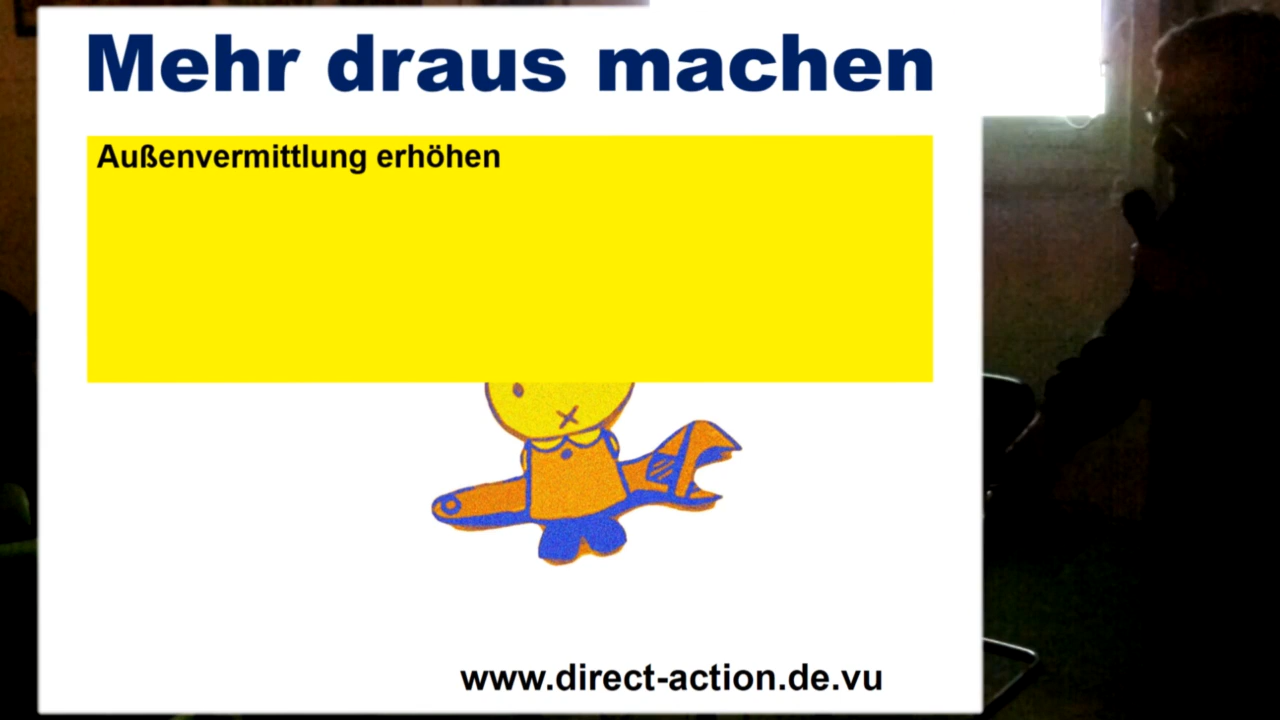 Mehr draus machen
Außenvermittlung erhöhen
www.direct-action.de.vu